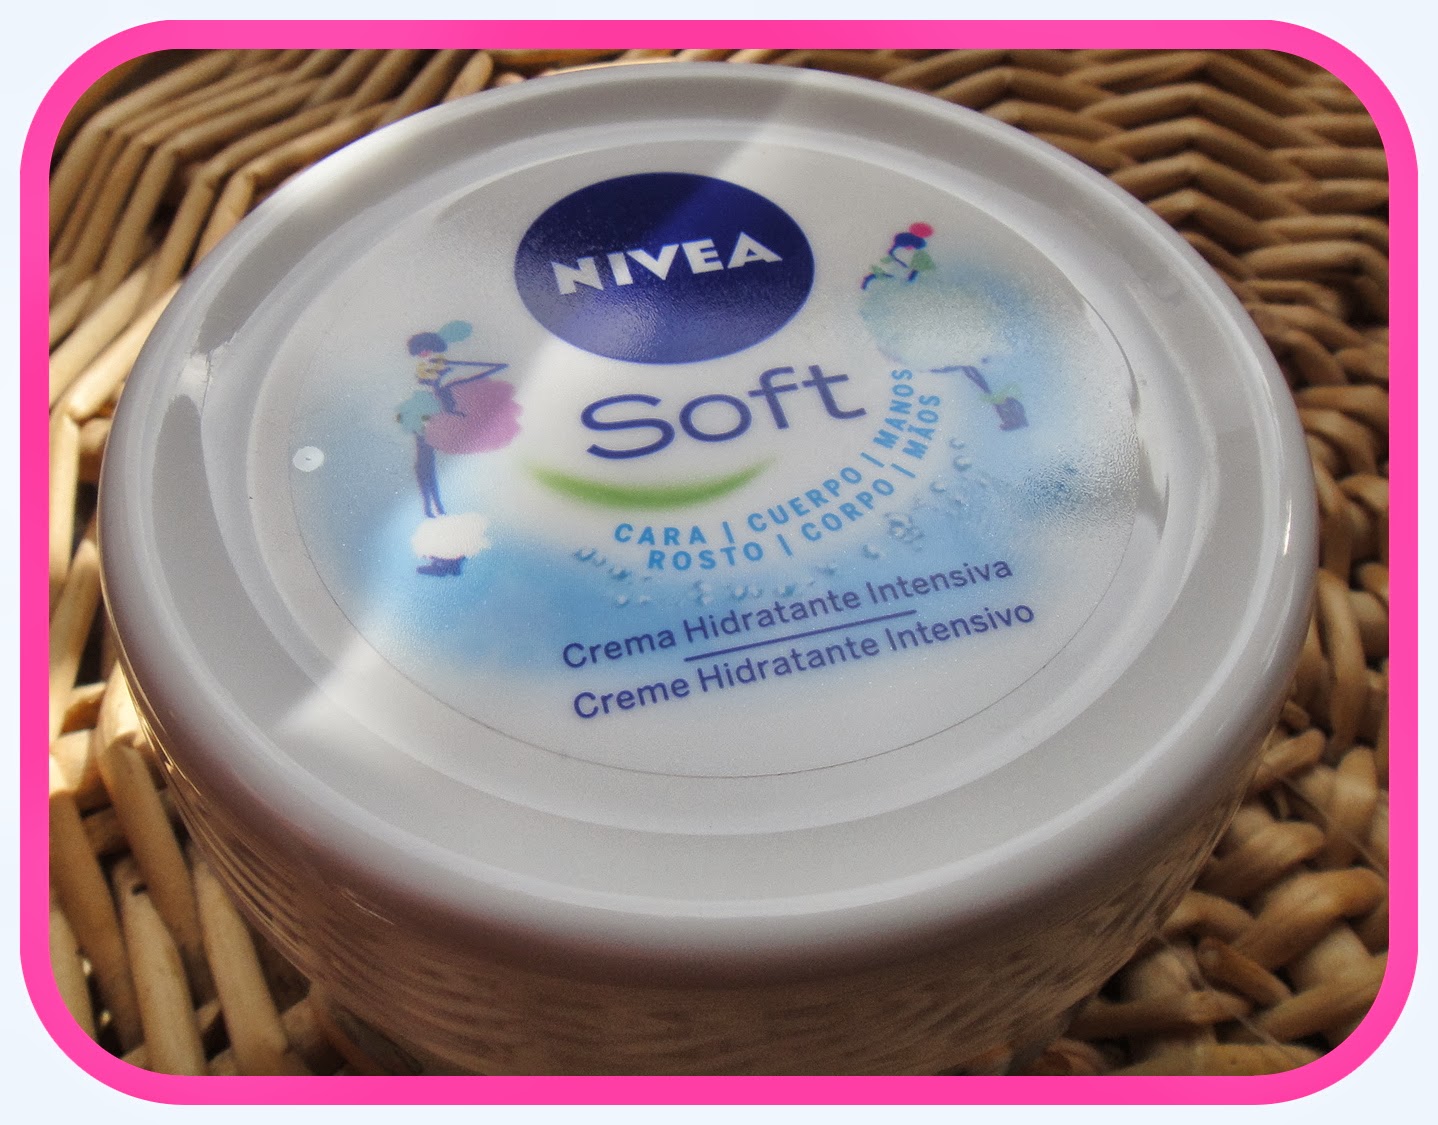 NIVEA
Soft
CARA | CUERPO | MANOS
ROSTO | CORPO | MÃOS
Crema Hidratante Intensiva
Creme Hidratante Intensivo